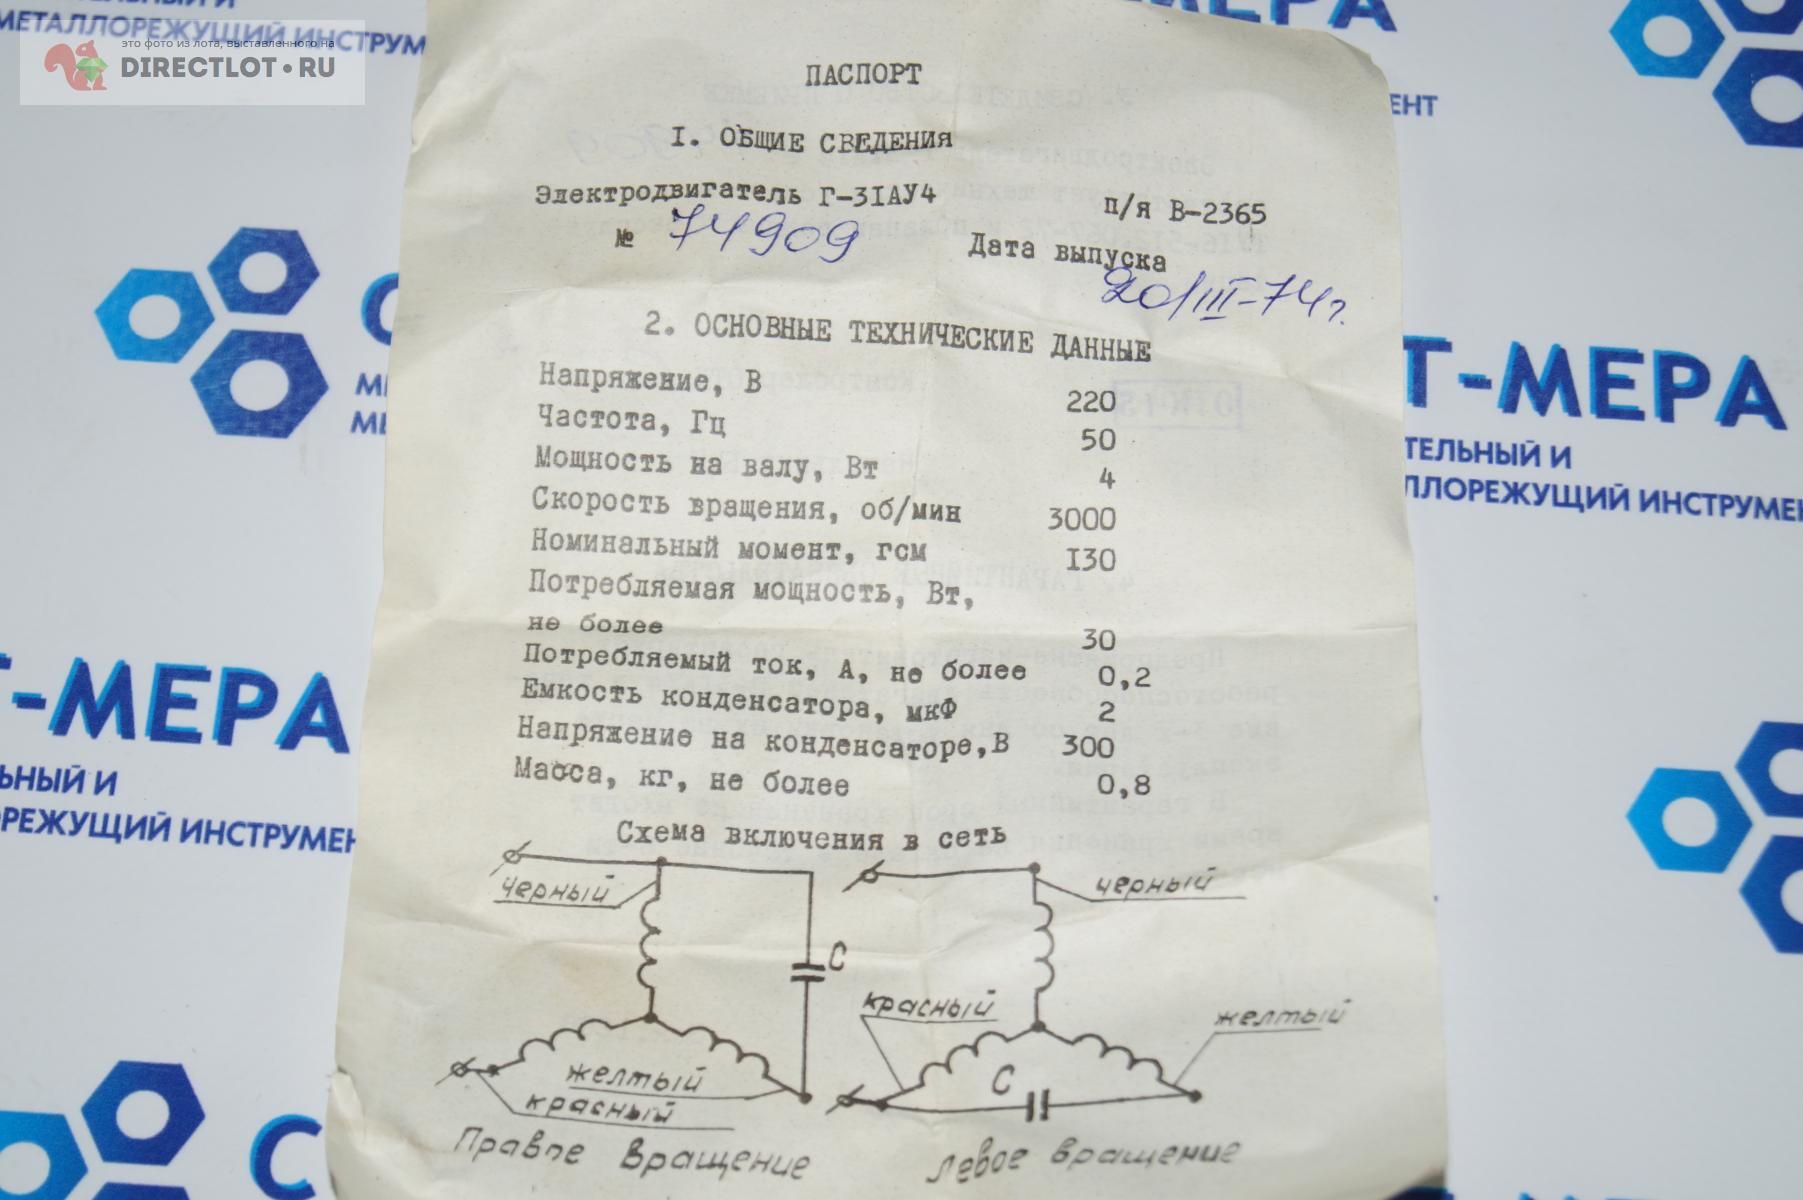 это фото из лота, выставленного на
DIRECTLOT.RU
МЕТАЛЛОРЕЖУЩИЙ ИНСТРУМ
ПАСПОРТ
I. ОБЩИЕ СВЕДЕНИЯ
Электродвигатель Г-31АУ4
п/я В-2365
№ 74909
Дата выпуска
20/III-74г.
2. ОСНОВНЫЕ ТЕХНИЧЕСКИЕ ДАННЫЕ
Напряжение, В 220
Частота, Гц 50
Мощность на валу, Вт 4
Скорость вращения, об/мин 3000
Номинальный момент, гсм I30
Потребляемая мощность, Вт,
не более 30
Потребляемый ток, А, не более 0,2
Емкость конденсатора, мкФ 2
Напряжение на конденсаторе,В 300
Масса, кг, не более 0,8
Схема включения в сеть
черный
C
желтый
красный
Правое вращение
черный
красный
желтый
C
левое вращение
Т-МЕРА
ТЕЛЬНЫЙ И
ЛЛОРЕЖУЩИЙ ИНСТРУМЕН
Т-МЕРА
ЬНЫЙ И
ОРЕЖУЩИЙ ИНСТРУМЕН